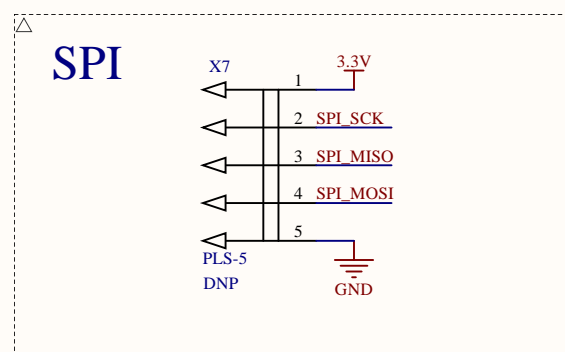 SPI
X7
3.3V
1
2 SPI_SCK
3 SPI_MISO
4 SPI_MOSI
5
PLS-5
DNP
GND